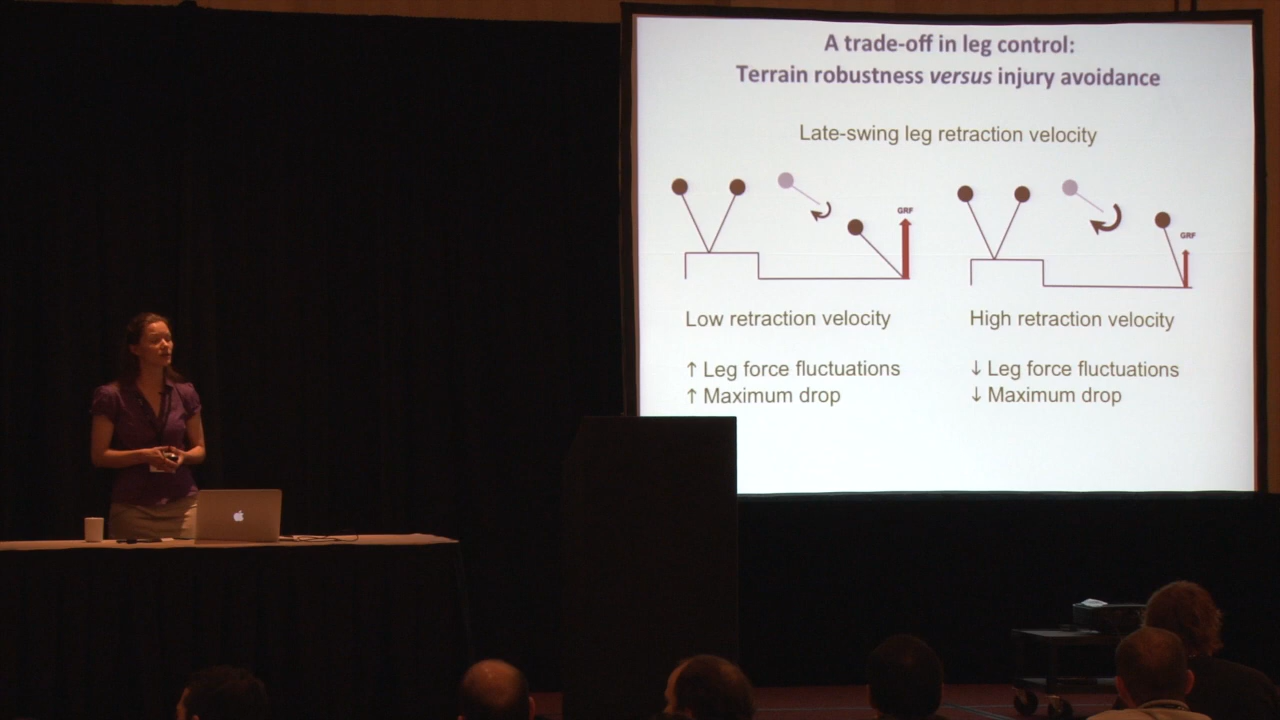 A trade-off in leg control:
Terrain robustness versus injury avoidance
Late-swing leg retraction velocity
GRF
GRF
Low retraction velocity
↑ Leg force fluctuations
↑ Maximum drop
High retraction velocity
↓ Leg force fluctuations
↓ Maximum drop